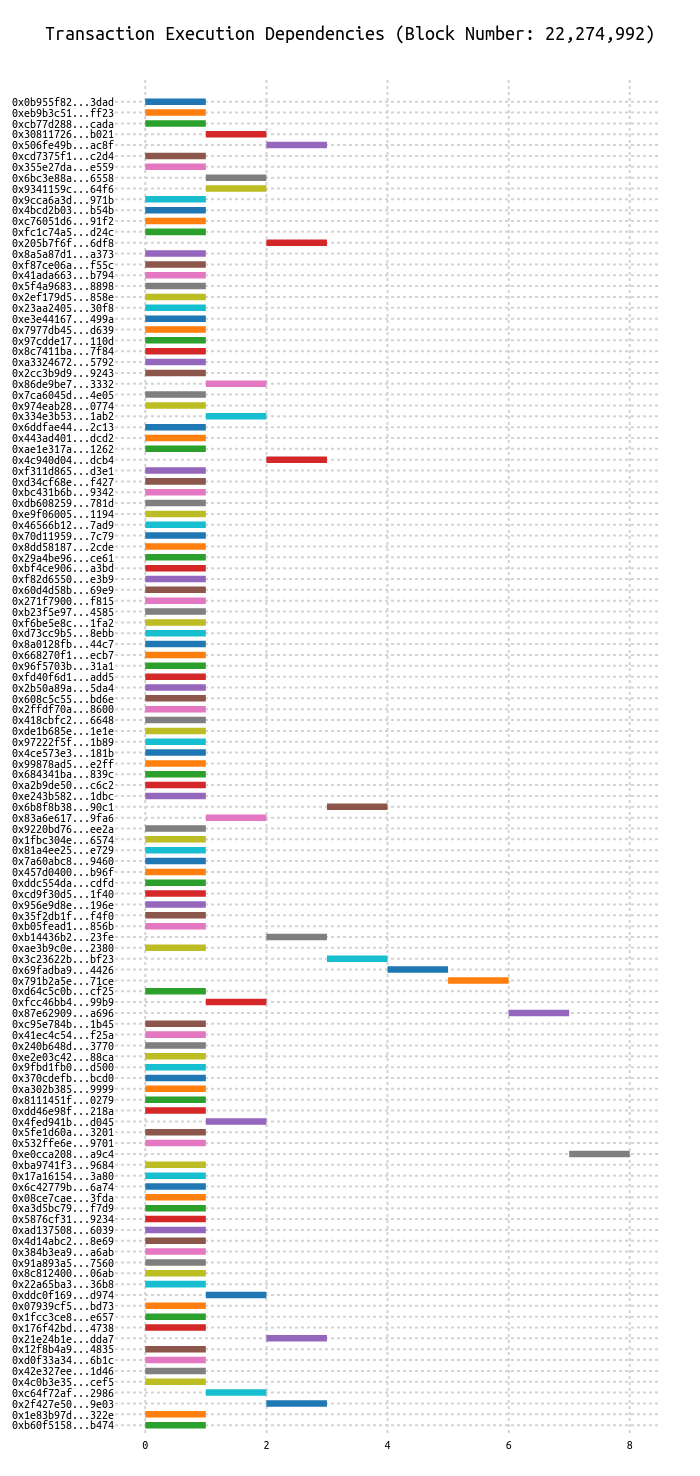 Transaction Execution Dependencies (Block Number: 22,274,992)
0x0b955f82...3dad
0xeb9b3c51...ff23
0xcb77d288...cada
0x30811726...b021
0x506fe49b...ac8f
0xcd7375f1...c2d4
0x355e27da...e559
0x6bc3e88a...6558
0x9341159c...64f6
0x9cca6a3d...971b
0x4bcd2b03...b54b
0xc76051d6...91f2
0xfc1c74a5...d24c
0x205b7f6f...6df8
0x8a5a87d1...a373
0xf87ce06a...f55c
0x41ada663...b794
0x5f4a9683...8898
0x2ef179d5...858e
0x23aa2405...30f8
0xe3e44167...499a
0x7977db45...d639
0x97cdde17...110d
0x8c7411ba...7f84
0xa3324672...5792
0x2cc3b9d9...9243
0x86de9be7...3332
0x7ca6045d...4e05
0x974eab28...0774
0x334e3b53...1ab2
0x6ddfae44...2c13
0x443ad401...dcd2
0xae1e317a...1262
0x4c940d04...dcb4
0xf311d865...d3e1
0xd34cf68e...f427
0xbc431b6b...9342
0xdb608259...781d
0xe9f06005...1194
0x46566b12...7ad9
0x70d11959...7c79
0x8dd58187...2cde
0x29a4be96...ce61
0xbf4ce906...a3bd
0xf82d6550...e3b9
0x60d4d58b...69e9
0x271f7900...f815
0xb23f5e97...4585
0xf6be5e8c...1fa2
0xd73cc9b5...8ebb
0x8a0128fb...44c7
0x668270f1...ecb7
0x96f5703b...31a1
0xfd40f6d1...add5
0x2b50a89a...5da4
0x608c5c55...bd6e
0x2ffdf70a...8600
0x418cbfc2...6648
0xde1b685e...1e1e
0x97222f5f...1b89
0x4ce573e3...181b
0x99878ad5...e2ff
0x684341ba...839c
0xa2b9de50...c6c2
0xe243b582...1dbc
0x6b8f8b38...90c1
0x83a6e617...9fa6
0x9220bd76...ee2a
0x1fbc304e...6574
0x81a4ee25...e729
0x7a60abc8...9460
0x457d0400...b96f
0xddc554da...cdfd
0xcd9f30d5...1f40
0x956e9d8e...196e
0x35f2db1f...f4f0
0xb05fead1...856b
0xb14436b2...23fe
0xae3b9c0e...2380
0x3c23622b...bf23
0x69fadba9...4426
0x791b2a5e...71ce
0xd64c5c0b...cf25
0xfcc46bb4...99b9
0x87e62909...a696
0xc95e784b...1b45
0x41ec4c54...f25a
0x240b648d...3770
0xe2e03c42...88ca
0x9fbd1fb0...d500
0x370cdefb...bcd0
0xa302b385...9999
0x8111451f...0279
0xdd46e98f...218a
0x4fed941b...d045
0x5fe1d60a...3201
0x532ffe6e...9701
0xe0cca208...a9c4
0xba9741f3...9684
0x17a16154...3a80
0x6c42779b...6a74
0x08ce7cae...3fda
0xa3d5bc79...f7d9
0x5876cf31...9234
0xad137508...6039
0x4d14abc2...8e69
0x384b3ea9...a6ab
0x91a893a5...7560
0x8c812400...06ab
0x22a65ba3...36b8
0xddc0f169...d974
0x07939cf5...bd73
0x1fcc3ce8...e657
0x176f42bd...4738
0x21e24b1e...dda7
0x12f8b4a9...4835
0xd0f33a34...6b1c
0x42e327ee...1d46
0x4c0b3e35...cef5
0xc64f72af...2986
0x2f427e50...9e03
0x1e83b97d...322e
0xb60f5158...b474
0 2 4 6 8